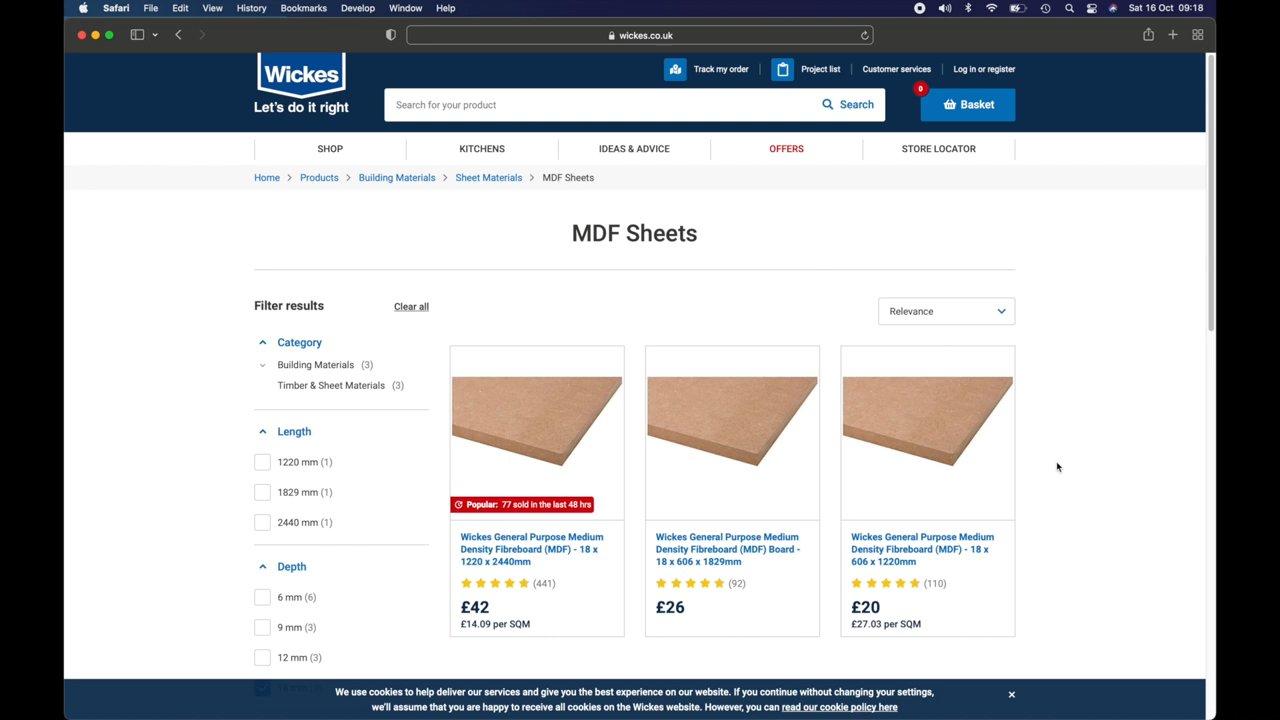 Safari File Edit View History Bookmarks Develop Window Help Sat 16 Oct 09:18
wickes.co.uk
Wickes
Let's do it right
Track my order Project list Customer services Log in or register
Search for your product Search
0
Basket
SHOP KITCHENS IDEAS & ADVICE OFFERS STORE LOCATOR
Home Products Building Materials Sheet Materials MDF Sheets
MDF Sheets
Filter results Clear all
Relevance
Category
Building Materials (3)
Timber & Sheet Materials (3)
Length
1220 mm (1)
1829 mm (1)
2440 mm (1)
Depth
6 mm (6)
9 mm (3)
12 mm (3)
Popular: 77 sold in the last 48 hrs
Wickes General Purpose Medium
Density Fibreboard (MDF) - 18 x
1220 x 2440mm
(441)
£42
£14.09 per SQM
Wickes General Purpose Medium
Density Fibreboard (MDF) Board -
18 x 606 x 1829mm
(92)
£26
Wickes General Purpose Medium
Density Fibreboard (MDF) - 18 x
606 x 1220mm
(110)
£20
£27.03 per SQM
We use cookies to help deliver our services and give you the best experience on our website. If you continue without changing your settings,
we'll assume that you are happy to receive all cookies on the Wickes website. However, you can read our cookie policy here